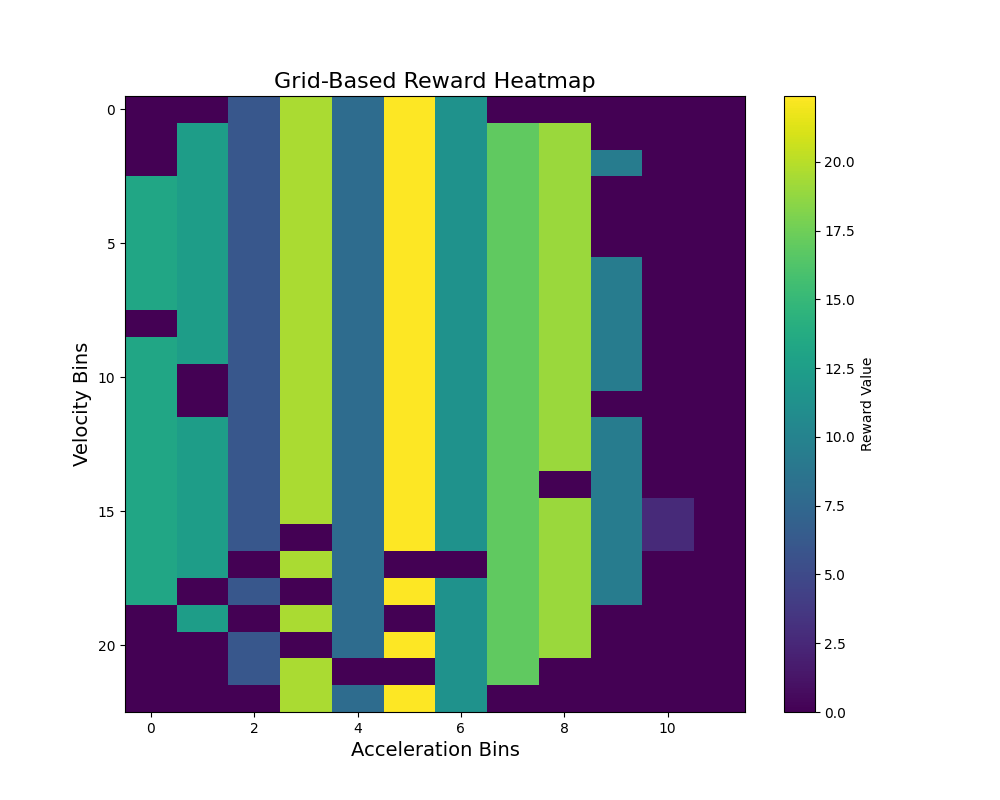 Grid-Based Reward Heatmap
0
5
10
15
20
Velocity Bins
0 2 4 6 8 10
Acceleration Bins
20.0
17.5
15.0
12.5
10.0
7.5
5.0
2.5
0.0
Reward Value